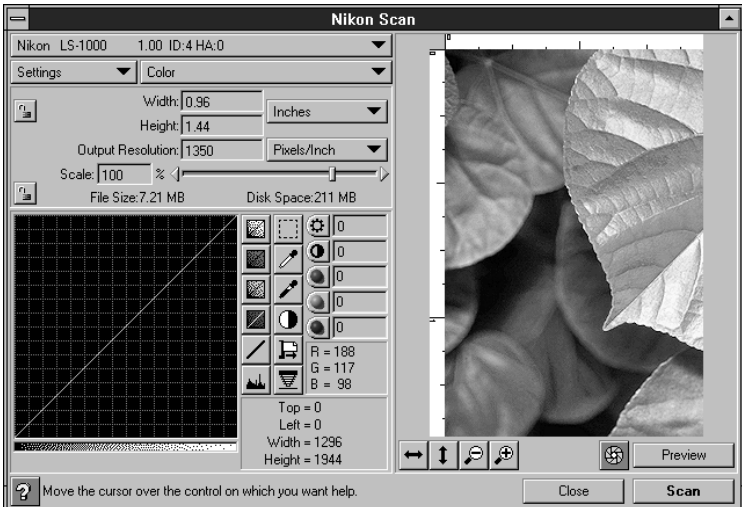 Nikon Scan
Nikon LS-1000 1.00 ID:4 HA:0
Settings Color
Width: 0.96
Inches
Height: 1.44
Output Resolution: 1350 Pixels/Inch
Scale: 100 %
File Size:7.21 MB Disk Space:211 MB
0
0
0
0
0
R = 188
G = 117
B = 98
Top = 0
Left = 0
Width = 1296
Height = 1944
0
0
1
Preview
? Move the cursor over the control on which you want help.
Close Scan